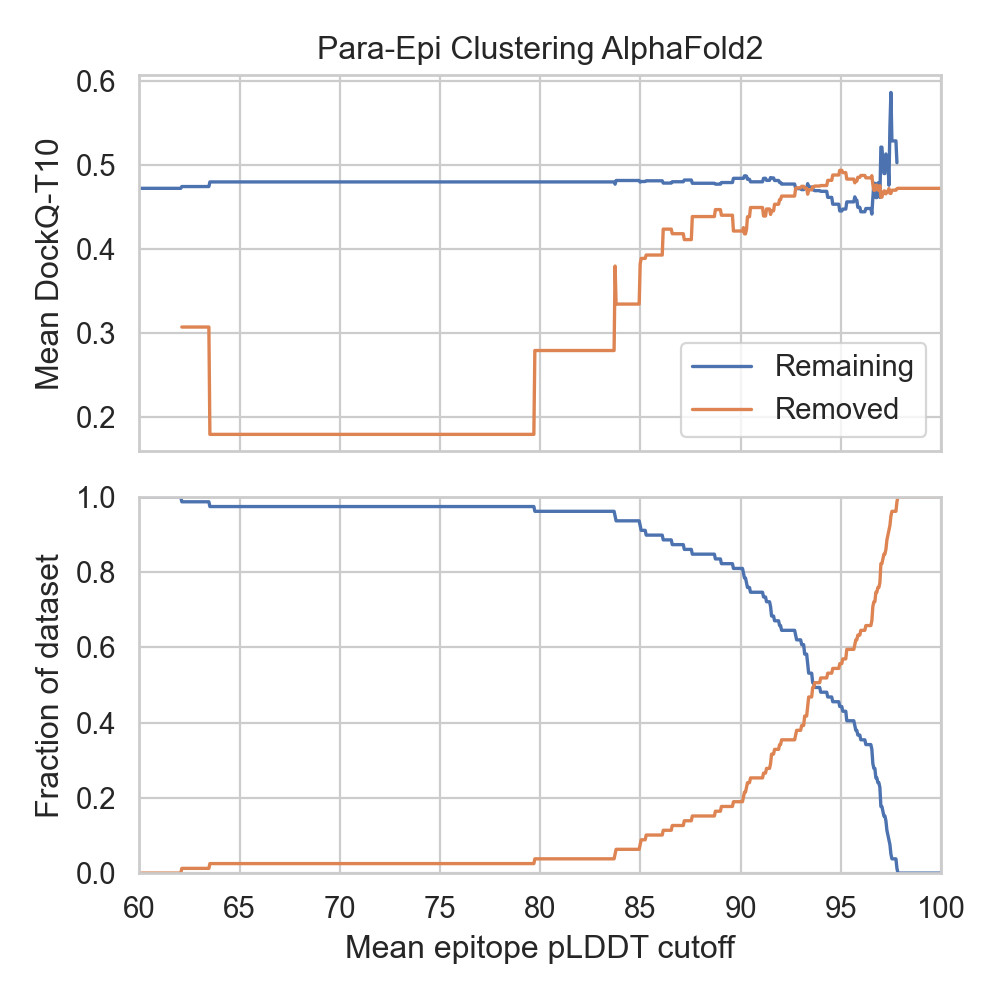 Para-Epi Clustering AlphaFold2
Mean DockQ-T10
0.6
0.5
0.4
0.3
0.2
Remaining
Removed
Fraction of dataset
1.0
0.8
0.6
0.4
0.2
0.0
60 65 70 75 80 85 90 95 100
Mean epitope pLDDT cutoff